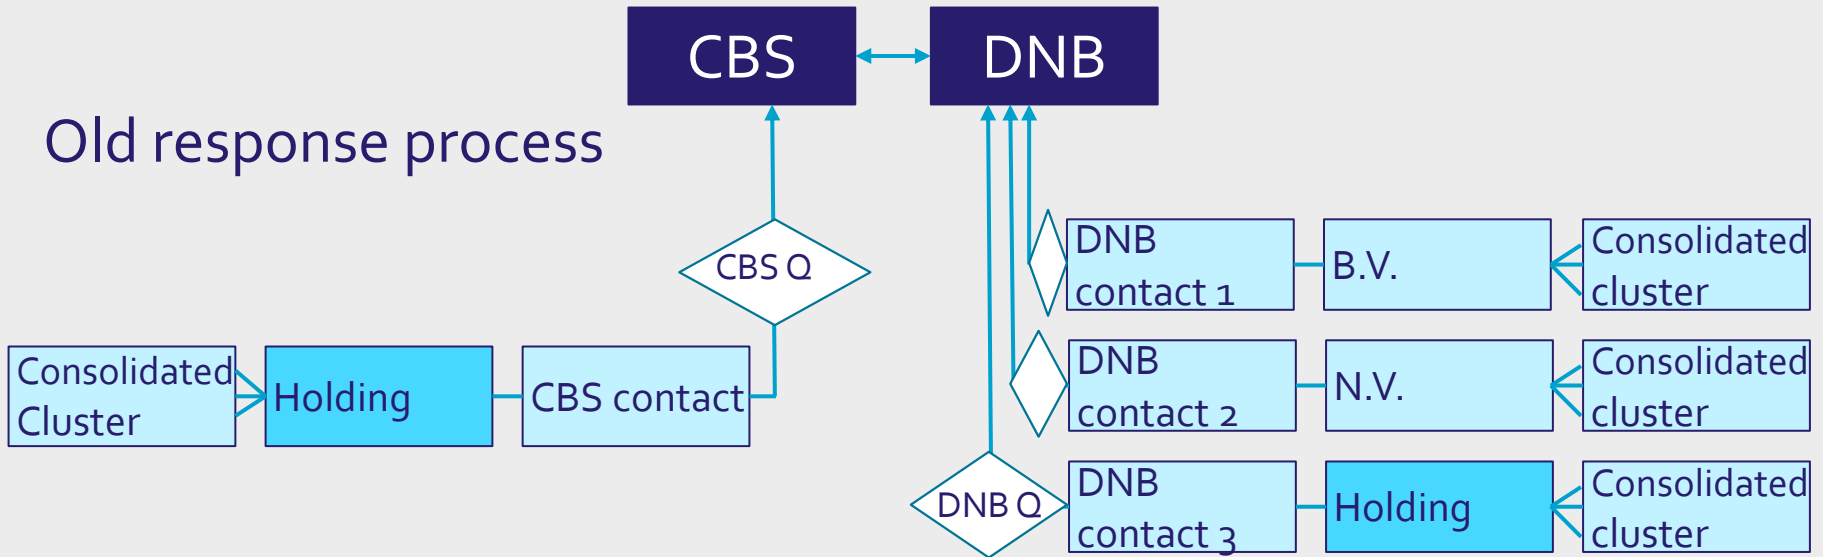 CBS
DNB
Old response process
CBS Q
DNB
contact 1
B.V.
Consolidated
cluster
Consolidated
Cluster
Holding
CBS contact
DNB
contact 2
N.V.
Consolidated
cluster
DNB Q
DNB
contact 3
Holding
Consolidated
cluster